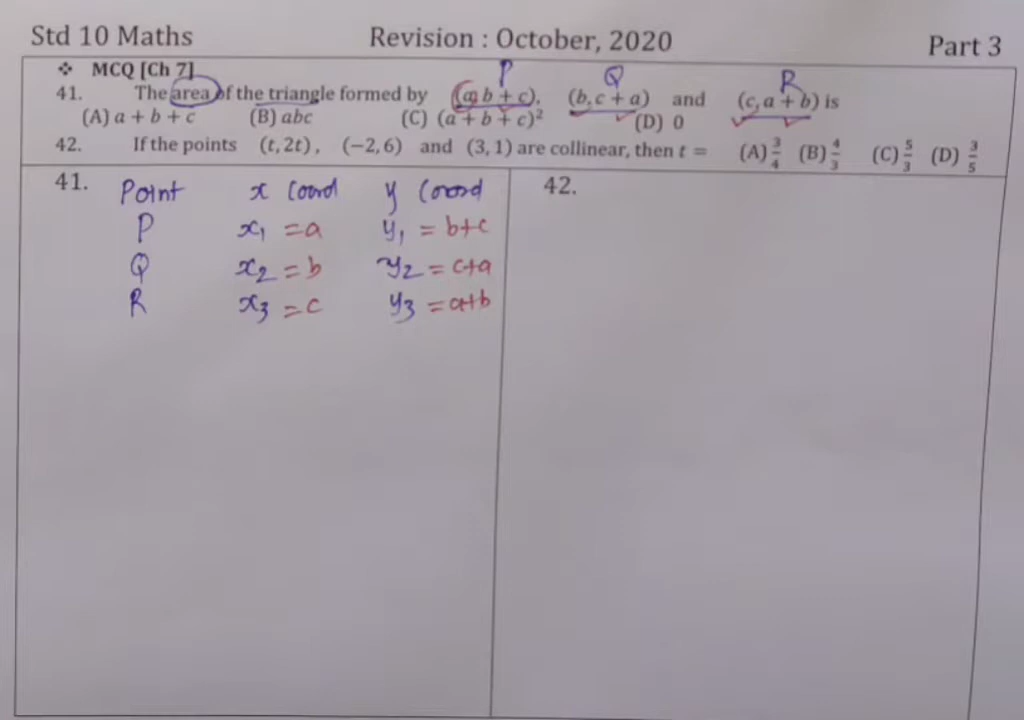 Std 10 Maths Revision : October, 2020 Part 3
❖ MCQ [Ch 7]
P Q R
41. The area of the triangle formed by (a, b + c), (b, c + a) and (c, a + b) is
(A) a + b + c (B) abc (C) (a + b + c)² (D) 0
42. If the points (t, 2t), (−2, 6) and (3, 1) are collinear, then t = (A) 3/4 (B) 4/3 (C) 5/3 (D) 3/5
41. Point x coord y coord
P x₁ = a y₁ = b+c
Q x₂ = b y₂ = c+a
R x₃ = c y₃ = a+b
42.